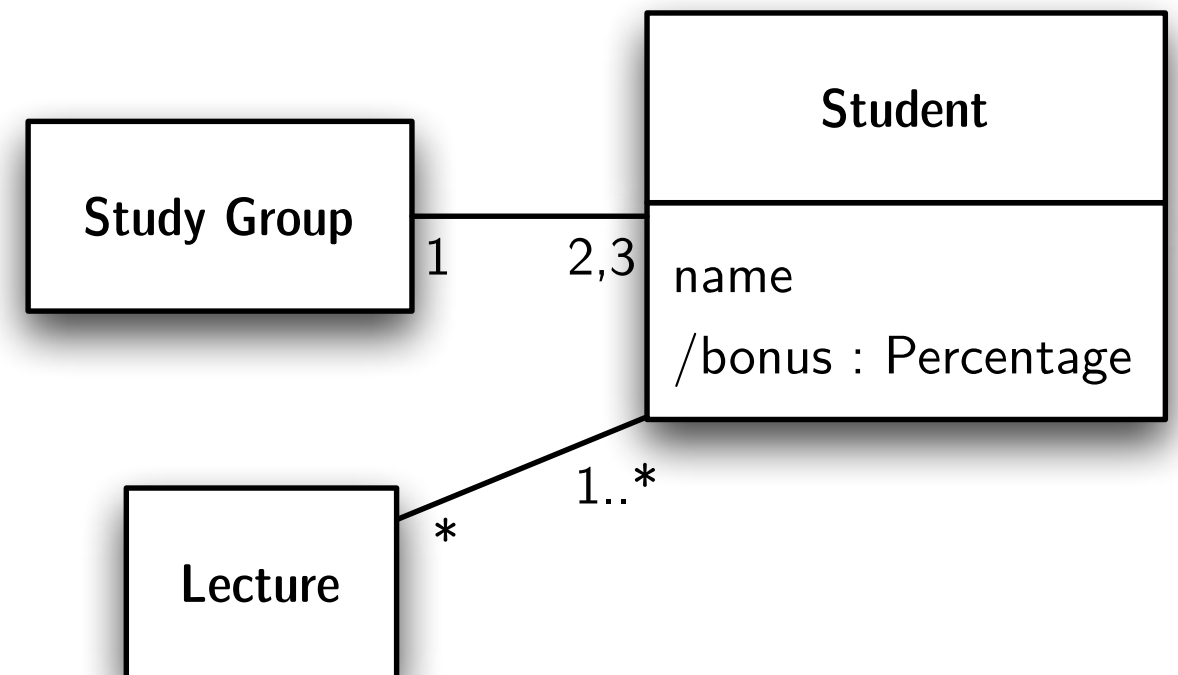 Student
Study Group
1
2,3
name
/bonus : Percentage
1..*
*
Lecture